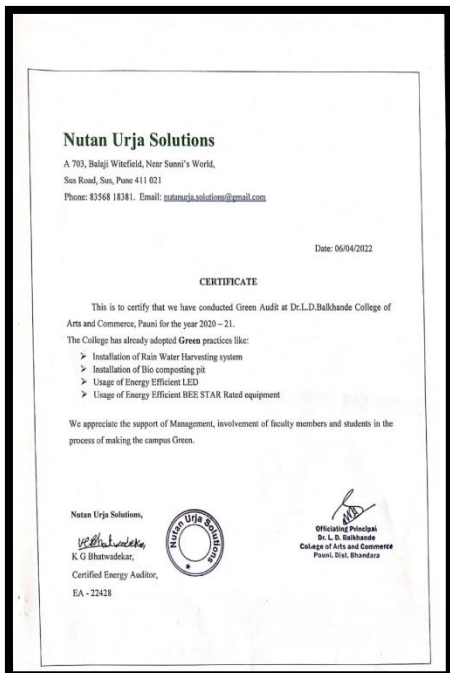 Nutan Urja Solutions
A 703, Balaji Witefield, Near Sunni's World,
Sus Road, Sus, Pune 411 021
Phone: 83568 18381. Email: nutanurja.solutions@gmail.com
Date: 06/04/2022
CERTIFICATE
This is to certify that we have conducted Green Audit at Dr.L.D.Balkhande College of
Arts and Commerce, Pauni for the year 2020 – 21.
The College has already adopted Green practices like:
➢ Installation of Rain Water Harvesting system
➢ Installation of Bio composting pit
➢ Usage of Energy Efficient LED
➢ Usage of Energy Efficient BEE STAR Rated equipment
We appreciate the support of Management, involvement of faculty members and students in the
process of making the campus Green.
Nutan Urja Solutions,
K G Bhatwadekar,
Certified Energy Auditor,
EA - 22428
Nutan Urja Solutions
Officiating Principal
Dr. L. D. Balkhande
College of Arts and Commerce
Pauni, Dist. Bhandara